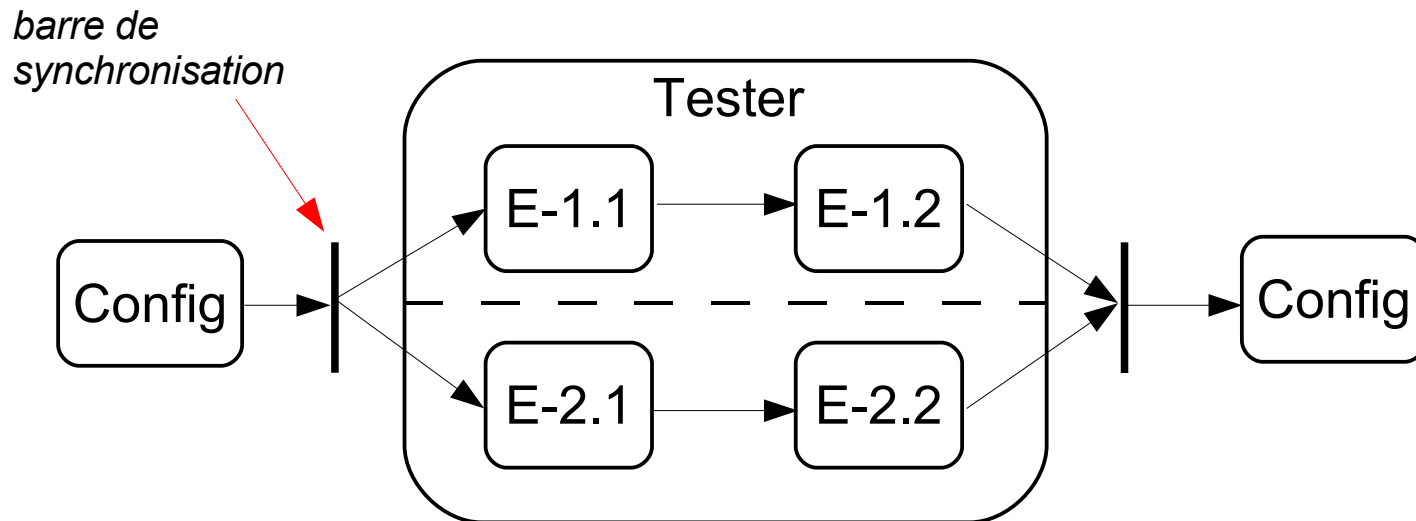 barre de
synchronisation
Tester
E-1.1
E-1.2
Config
Config
E-2.1
E-2.2